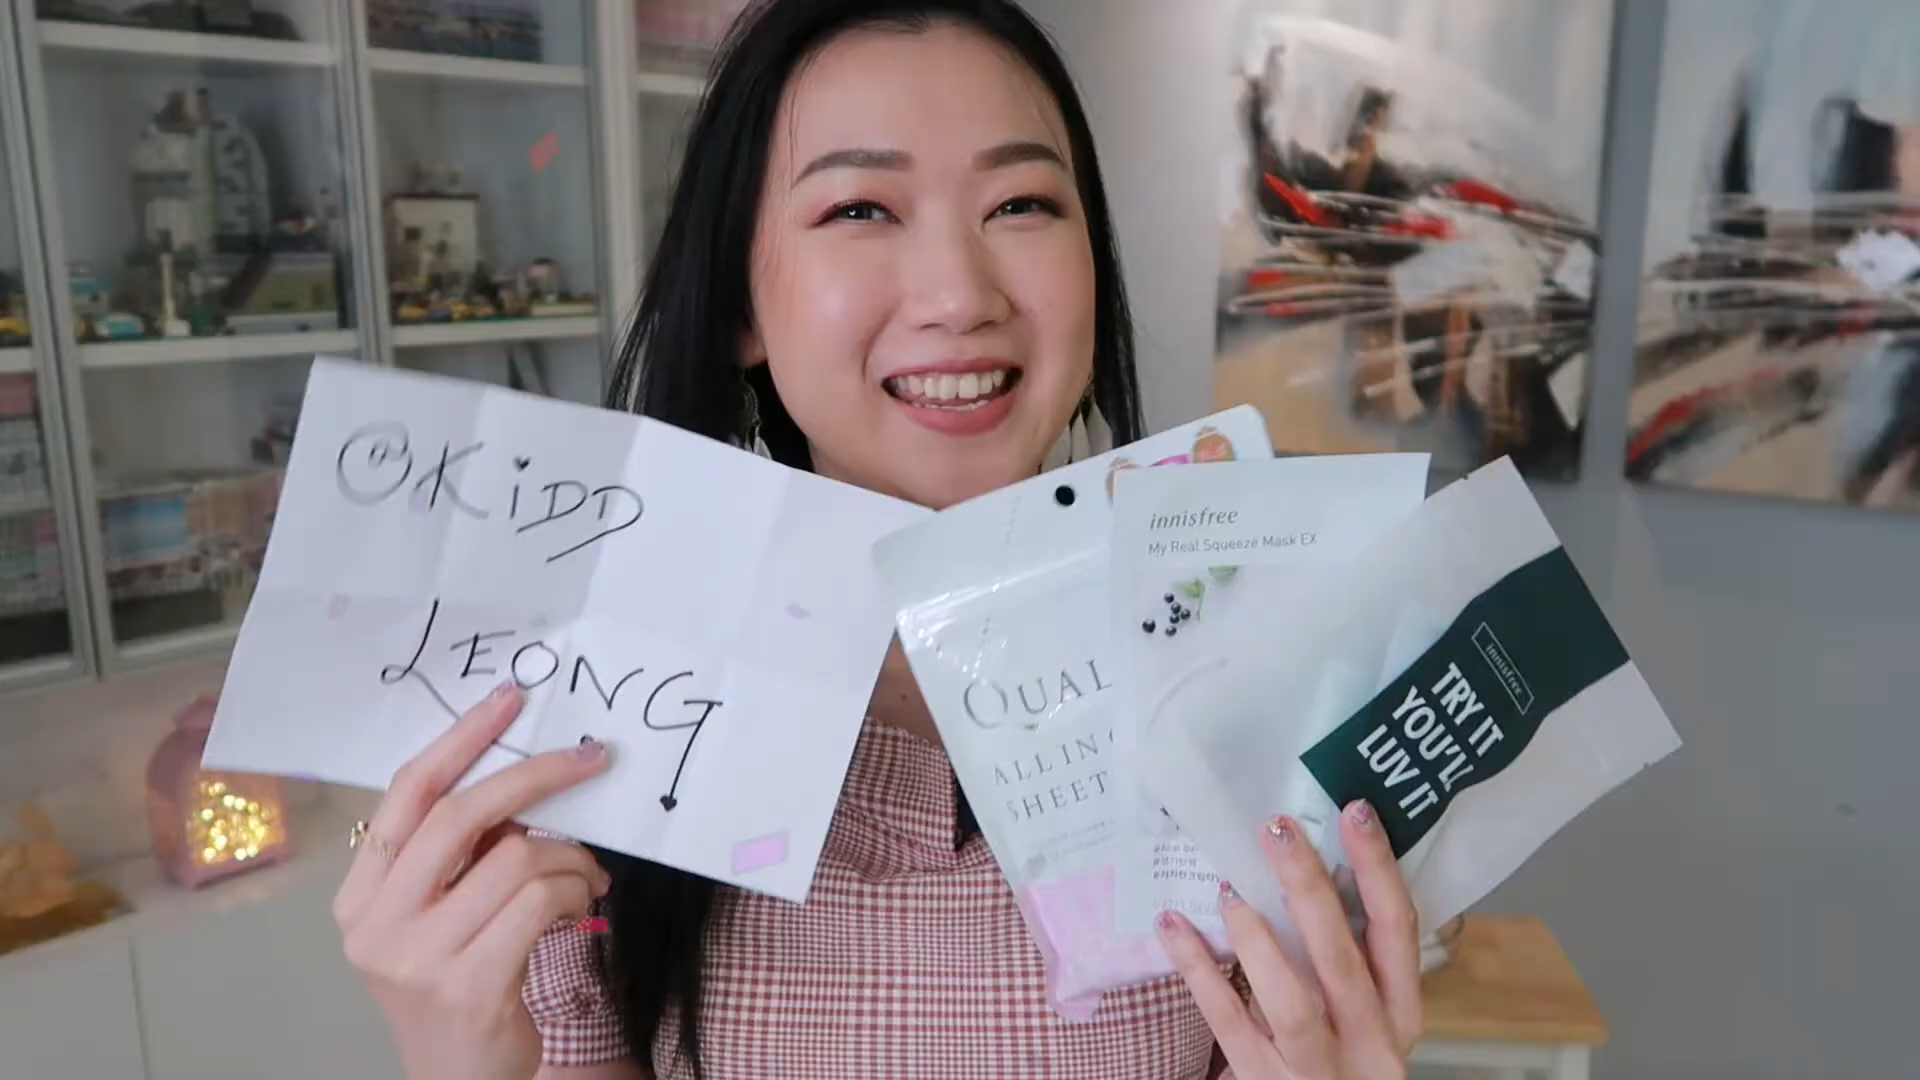 @KiDD
LEONG
QUAL
ALL IN
SHEET
innisfree
My Real Squeeze Mask EX
innisfree
TRY IT
YOU'LL
LUV IT